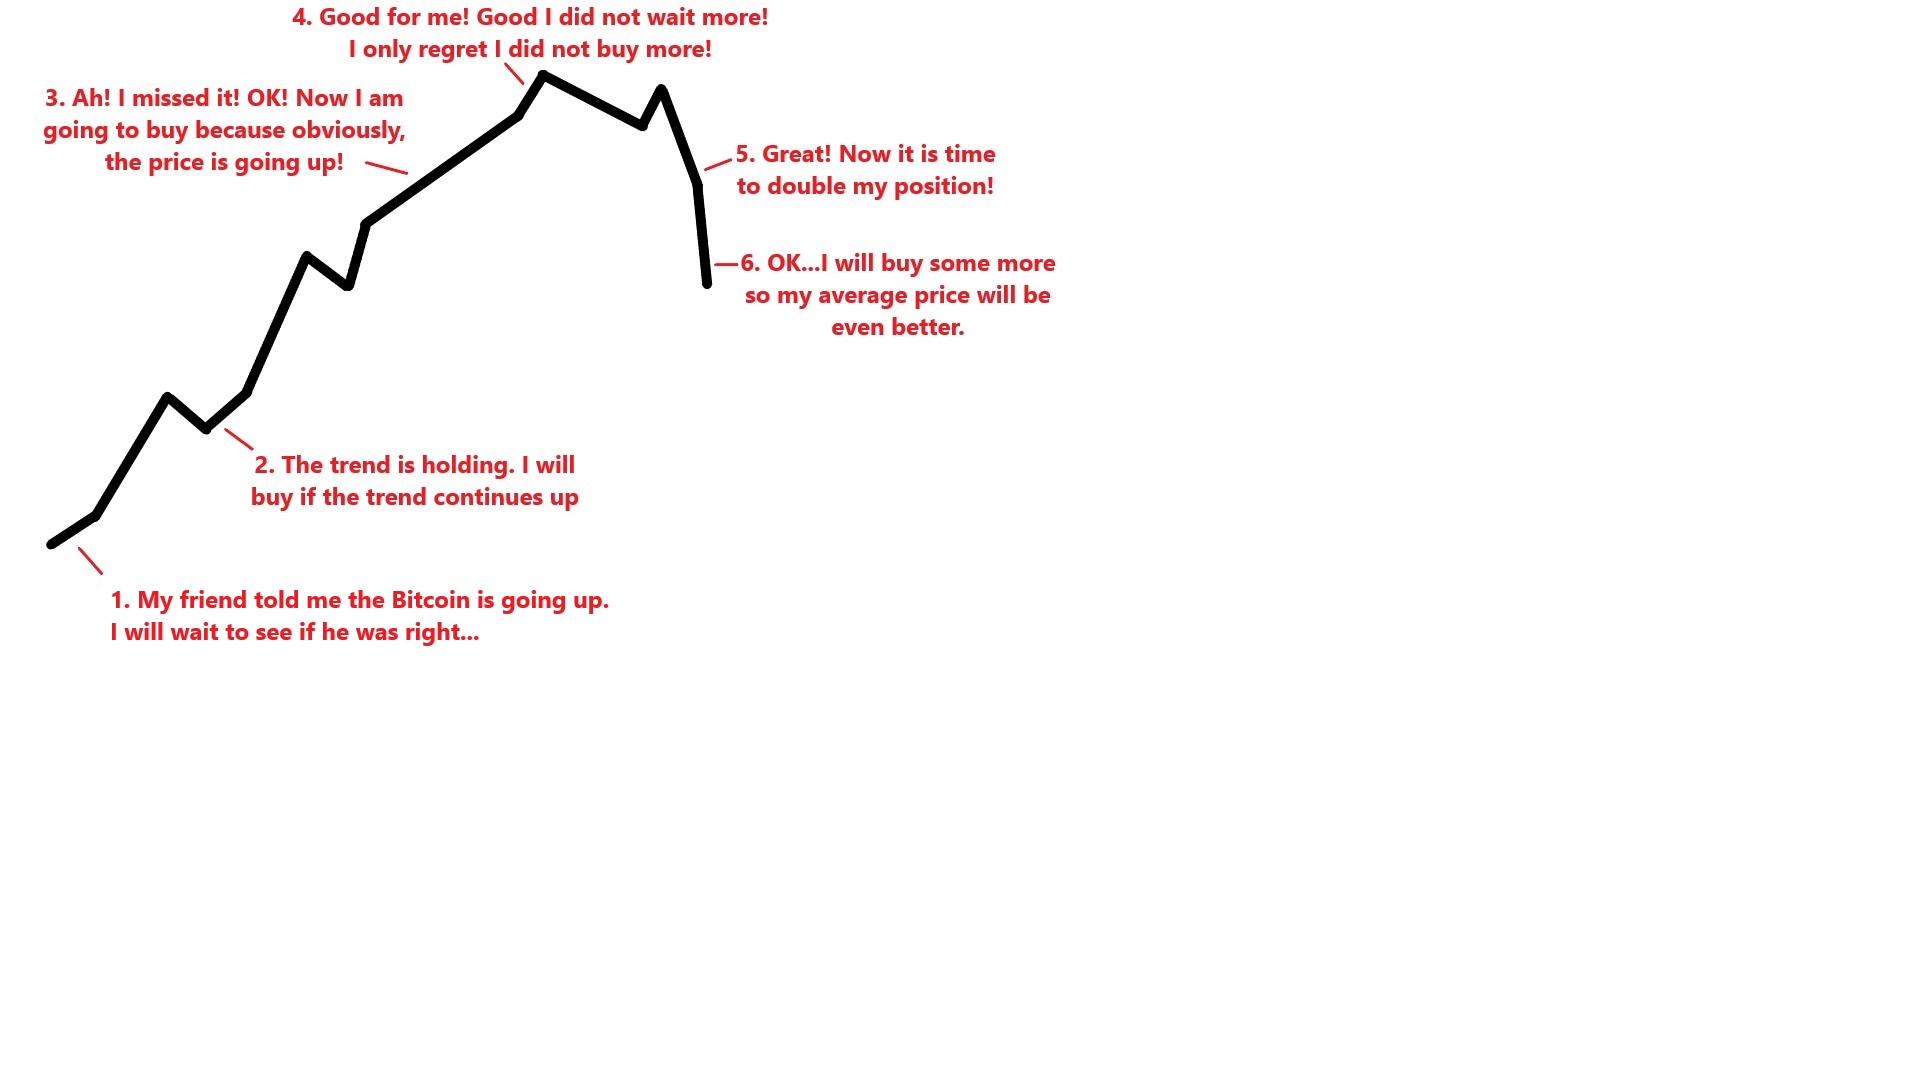 4. Good for me! Good I did not wait more!
I only regret I did not buy more!
3. Ah! I missed it! OK! Now I am
going to buy because obviously,
the price is going up!
5. Great! Now it is time
to double my position!
6. OK...I will buy some more
so my average price will be
even better.
2. The trend is holding. I will
buy if the trend continues up
1. My friend told me the Bitcoin is going up.
I will wait to see if he was right...